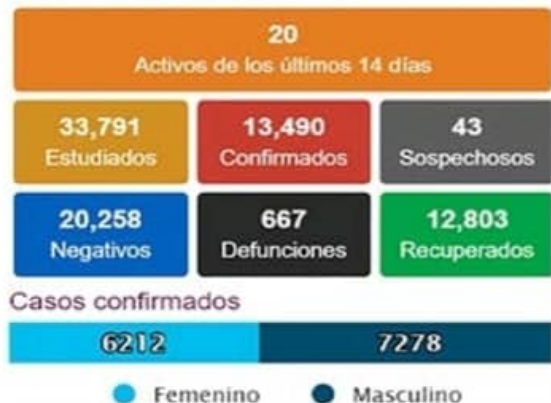 20
Activos de los últimos 14 días
33,791
Estudiados
13,490
Confirmados
43
Sospechosos
20,258
Negativos
667
Defunciones
12,803
Recuperados
Casos confirmados
6212 7278
Femenino Masculino